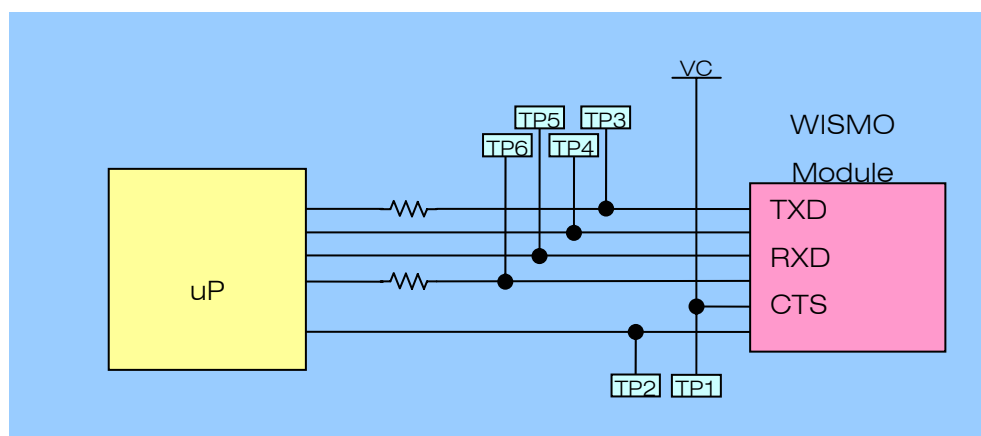 VC
TP5 TP3
TP6 TP4
WISMO
Module
TXD
RXD
uP
CTS
TP2 TP1